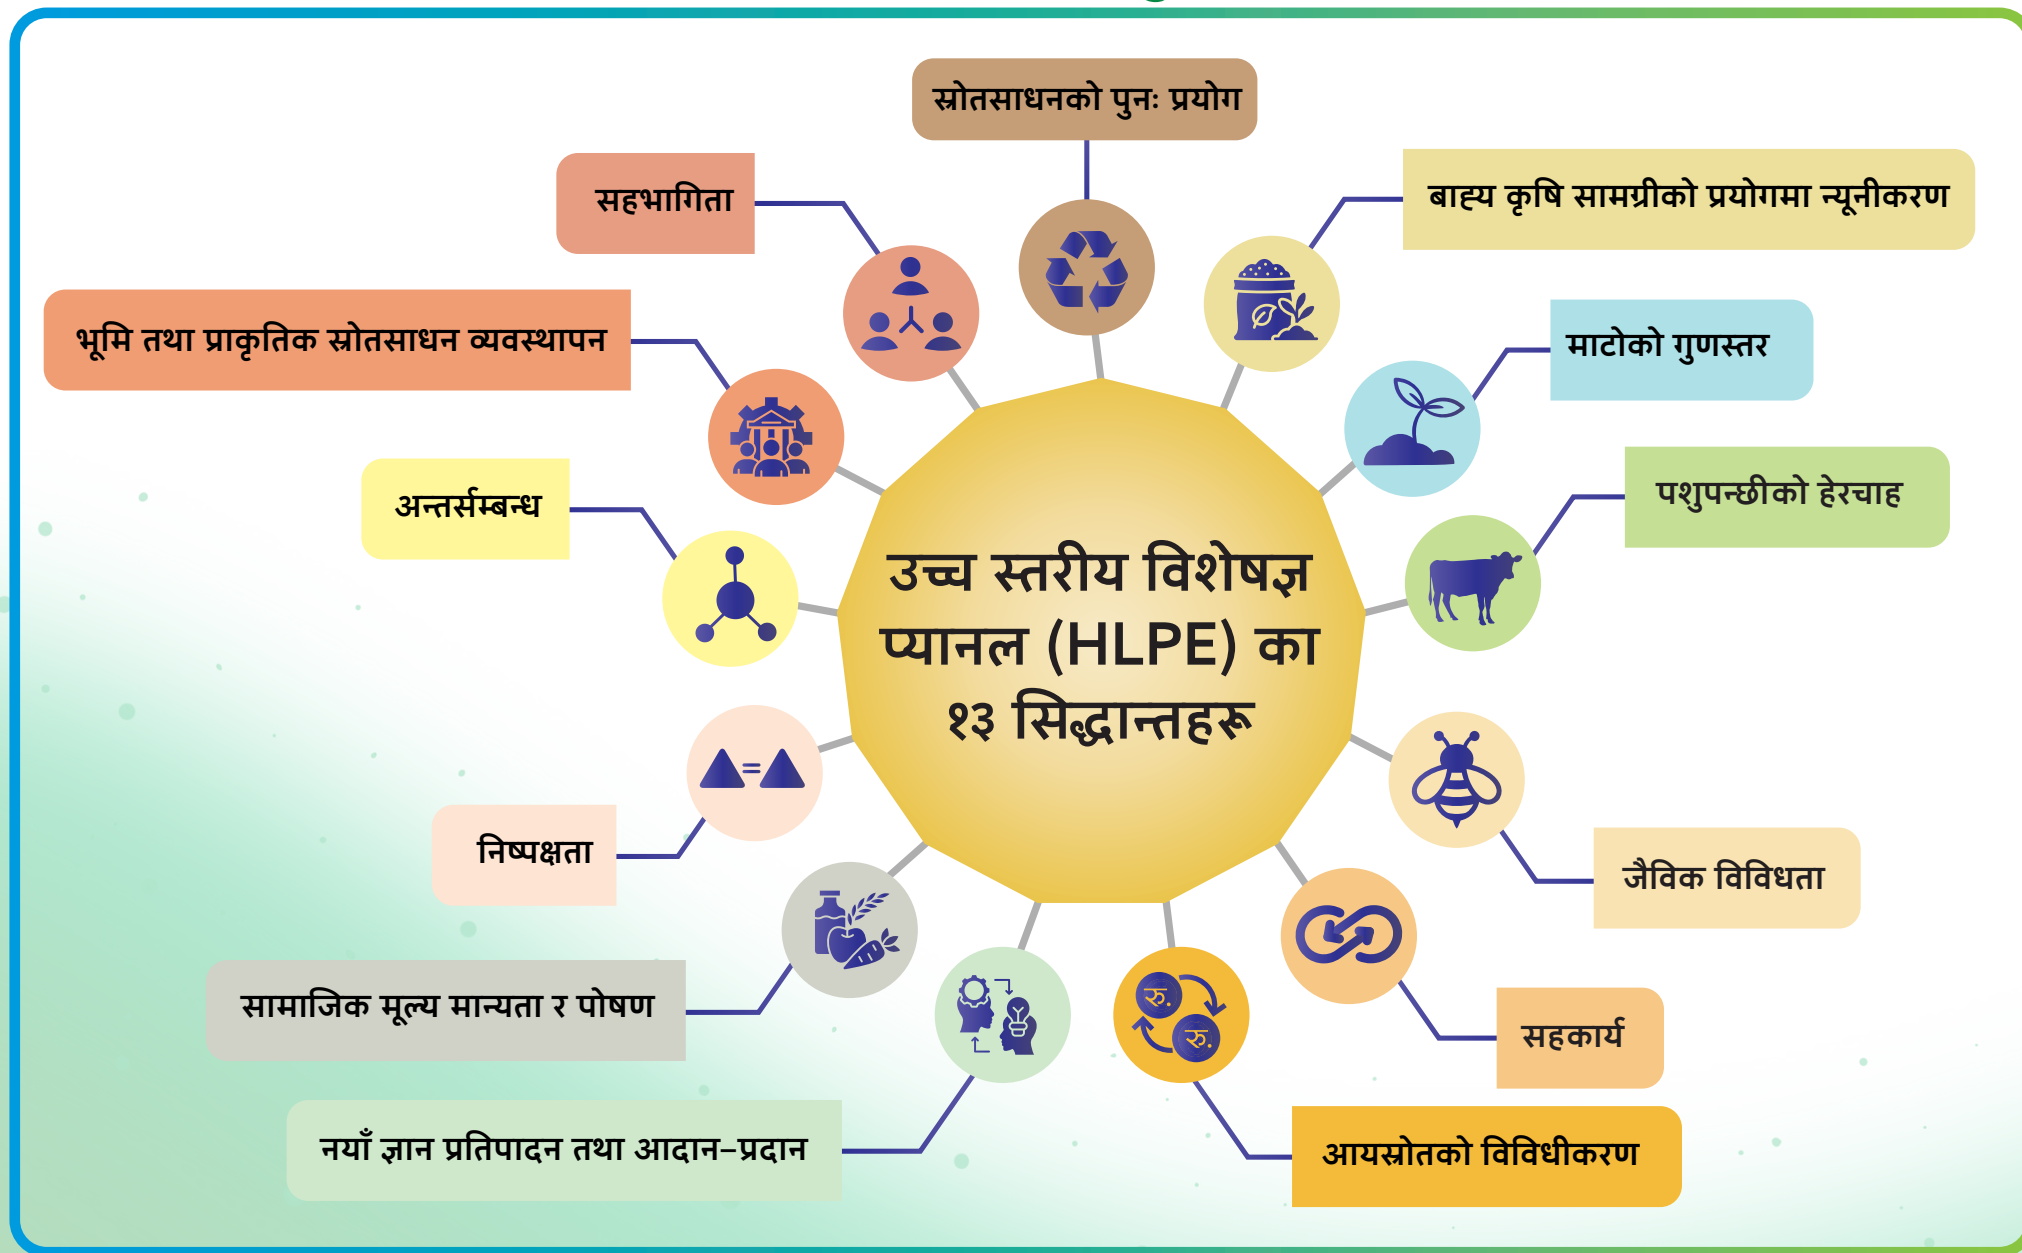 स्रोतसाधनको पुनः प्रयोग
बाह्य कृषि सामग्रीको प्रयोगमा न्यूनीकरण
माटोको गुणस्तर
पशुपन्छीको हेरचाह
जैविक विविधता
सहकार्य
आयस्रोतको विविधीकरण
नयाँ ज्ञान प्रतिपादन तथा आदान–प्रदान
सामाजिक मूल्य मान्यता र पोषण
निष्पक्षता
अन्तर्सम्बन्ध
भूमि तथा प्राकृतिक स्रोतसाधन व्यवस्थापन
सहभागिता
उच्च स्तरीय विशेषज्ञ
प्यानल (HLPE) का
१३ सिद्धान्तहरू
रु.
रु.